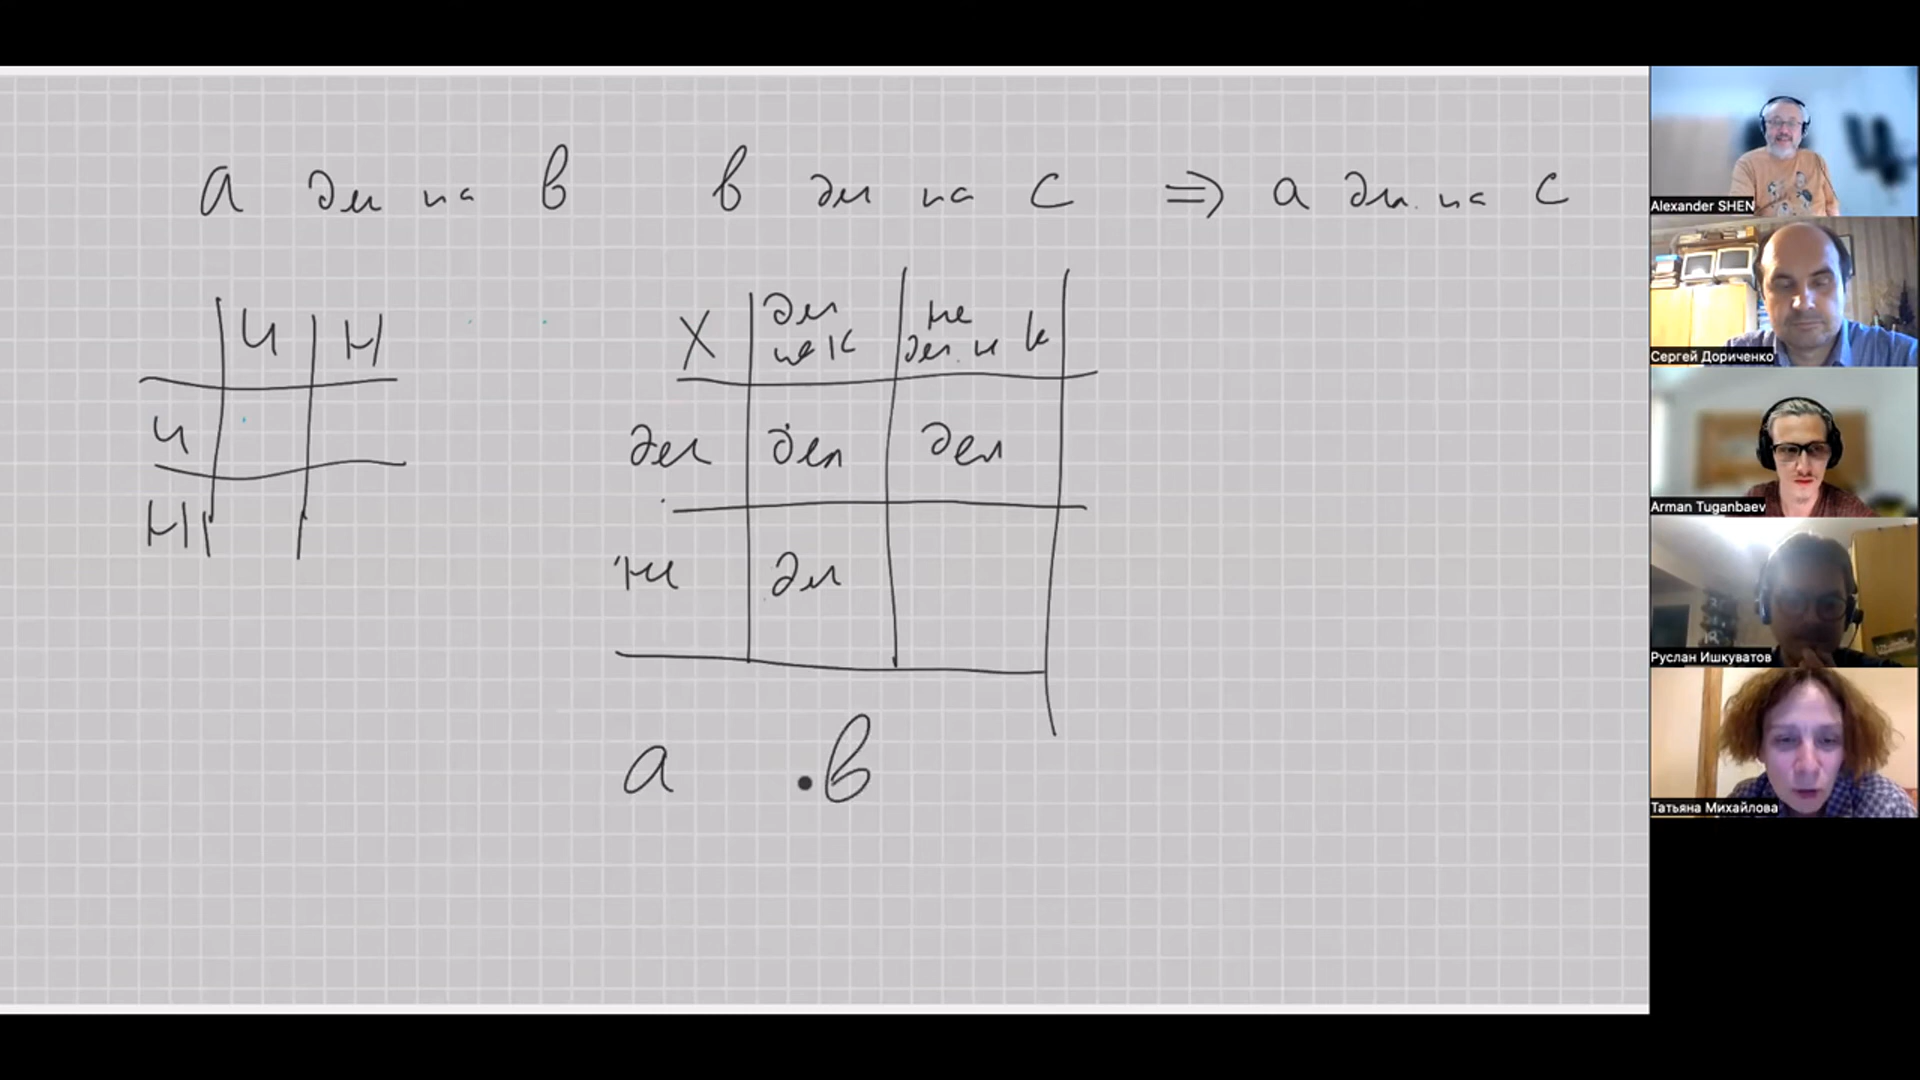 a дел на b b дел на c ⇒ a дел. на c
Ч Н
Ч
Н
X дел на k не дел н k
дел дел дел
не дел
a · b
Alexander SHEN
Сергей Дориченко
Arman Tuganbaev
Руслан Ишкуватов
Татьяна Михайлова